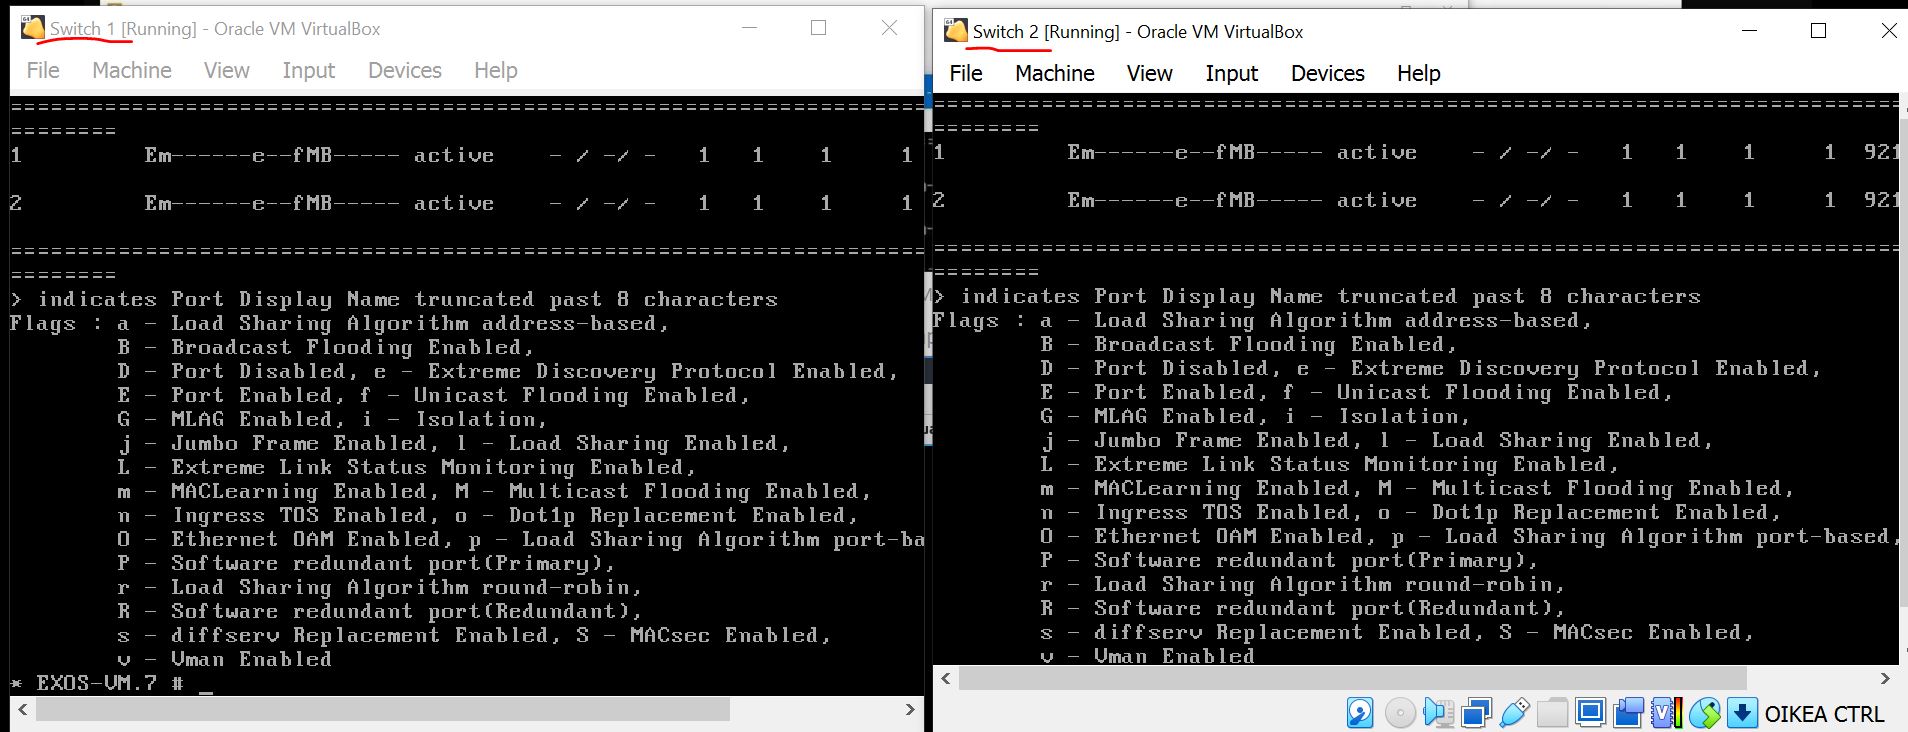 Switch 1 [Running] - Oracle VM VirtualBox
File Machine View Input Devices Help
====================================================================
========
1 Em------e--fMB----- active - / -/ - 1 1 1 1
2 Em------e--fMB----- active - / -/ - 1 1 1 1
====================================================================
========
> indicates Port Display Name truncated past 8 characters
Flags : a - Load Sharing Algorithm address-based,
B - Broadcast Flooding Enabled,
D - Port Disabled, e - Extreme Discovery Protocol Enabled,
E - Port Enabled, f - Unicast Flooding Enabled,
G - MLAG Enabled, i - Isolation,
j - Jumbo Frame Enabled, l - Load Sharing Enabled,
L - Extreme Link Status Monitoring Enabled,
m - MACLearning Enabled, M - Multicast Flooding Enabled,
n - Ingress TOS Enabled, o - Dot1p Replacement Enabled,
O - Ethernet OAM Enabled, p - Load Sharing Algorithm port-ba
P - Software redundant port(Primary),
r - Load Sharing Algorithm round-robin,
R - Software redundant port(Redundant),
s - diffserv Replacement Enabled, S - MACsec Enabled,
v - Vman Enabled
* EXOS-VM.7 # _
Switch 2 [Running] - Oracle VM VirtualBox
File Machine View Input Devices Help
========================================================================
========
1 Em------e--fMB----- active - / -/ - 1 1 1 1 921
2 Em------e--fMB----- active - / -/ - 1 1 1 1 921
========================================================================
========
> indicates Port Display Name truncated past 8 characters
Flags : a - Load Sharing Algorithm address-based,
B - Broadcast Flooding Enabled,
D - Port Disabled, e - Extreme Discovery Protocol Enabled,
E - Port Enabled, f - Unicast Flooding Enabled,
G - MLAG Enabled, i - Isolation,
j - Jumbo Frame Enabled, l - Load Sharing Enabled,
L - Extreme Link Status Monitoring Enabled,
m - MACLearning Enabled, M - Multicast Flooding Enabled,
n - Ingress TOS Enabled, o - Dot1p Replacement Enabled,
O - Ethernet OAM Enabled, p - Load Sharing Algorithm port-based,
P - Software redundant port(Primary),
r - Load Sharing Algorithm round-robin,
R - Software redundant port(Redundant),
s - diffserv Replacement Enabled, S - MACsec Enabled,
v - Vman Enabled
OIKEA CTRL